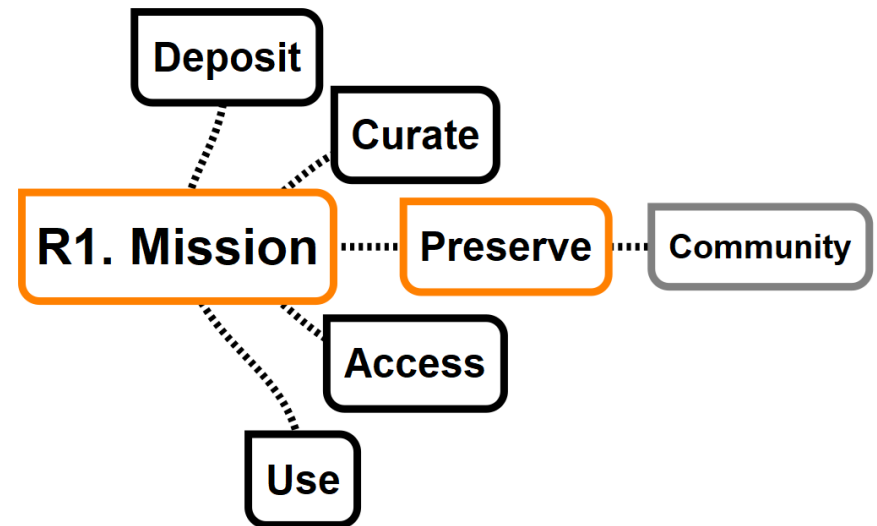 Deposit
Curate
R1. Mission
Preserve
Community
Access
Use